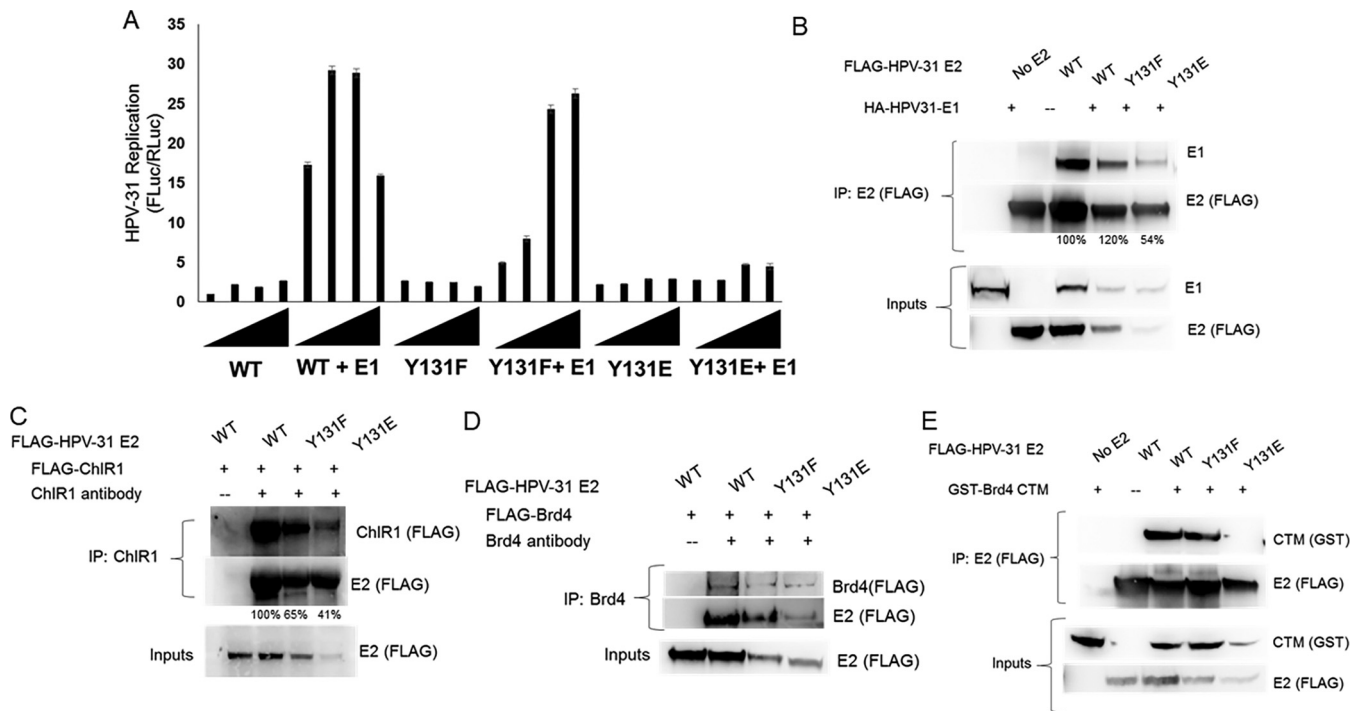 A
HPV-31 Replication
(FLuc/RLuc)
35
30
25
20
15
10
5
0
WT WT + E1 Y131F Y131F+ E1 Y131E Y131E+ E1
B
FLAG-HPV-31 E2 No E2 WT WT Y131F Y131E
HA-HPV31-E1 + -- + + +
E1
IP: E2 (FLAG)
E2 (FLAG)
100% 120% 54%
Inputs
E1
E2 (FLAG)
C
FLAG-HPV-31 E2 WT WT Y131F Y131E
FLAG-ChlR1 + + + +
ChlR1 antibody -- + + +
IP: ChlR1
ChlR1 (FLAG)
E2 (FLAG)
100% 65% 41%
Inputs E2 (FLAG)
D
FLAG-HPV-31 E2 WT WT Y131F Y131E
FLAG-Brd4 + + + +
Brd4 antibody -- + + +
IP: Brd4
Brd4(FLAG)
E2 (FLAG)
Inputs E2 (FLAG)
E
FLAG-HPV-31 E2 No E2 WT WT Y131F Y131E
GST-Brd4 CTM + -- + + +
IP: E2 (FLAG)
CTM (GST)
E2 (FLAG)
Inputs
CTM (GST)
E2 (FLAG)